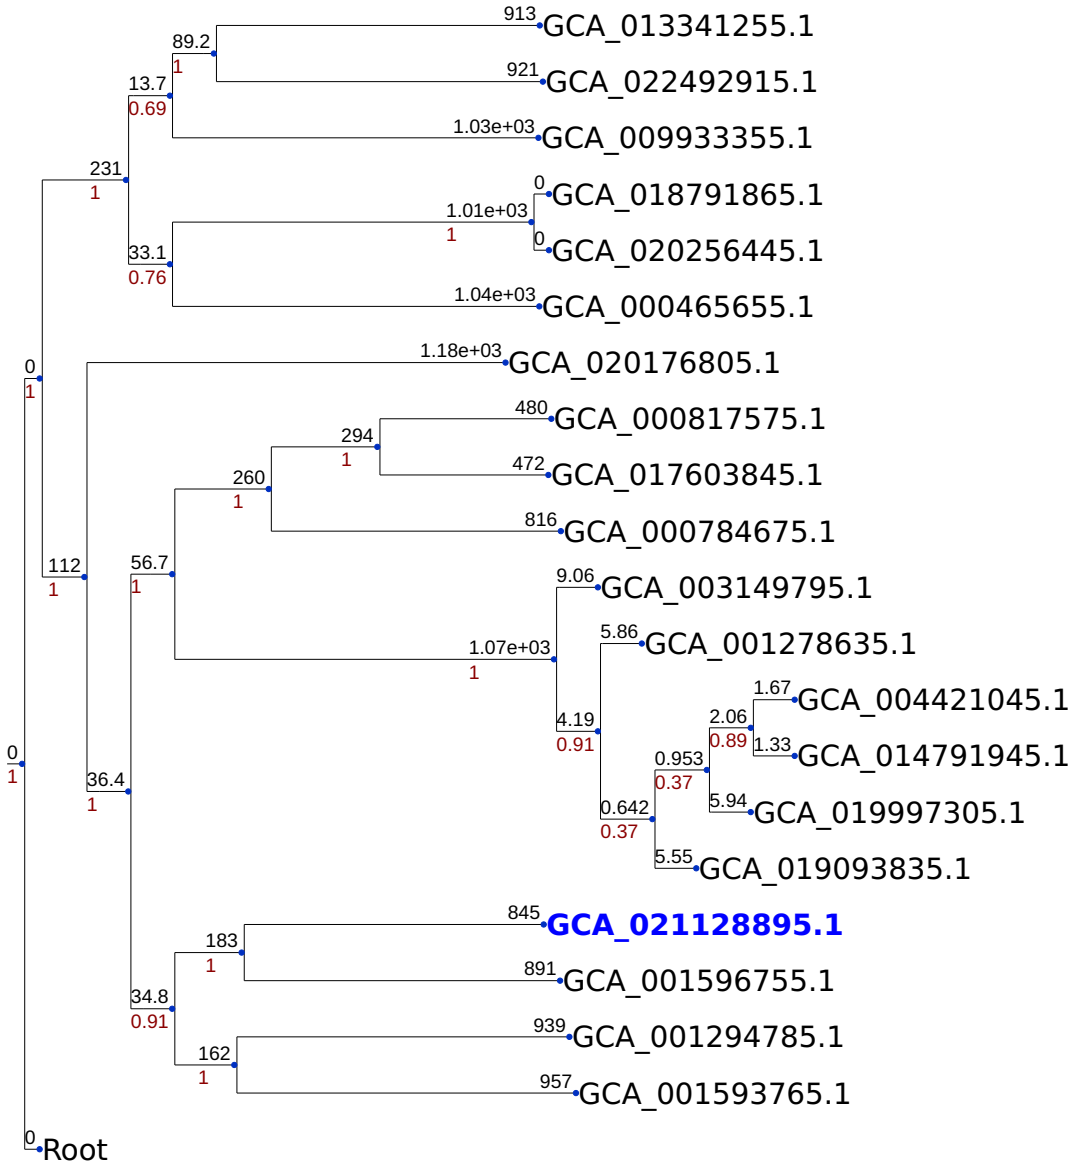 913
GCA_013341255.1
89.2
1
921
GCA_022492915.1
13.7
0.69
1.03e+03
GCA_009933355.1
231
1
0
GCA_018791865.1
1.01e+03
1
0
GCA_020256445.1
33.1
0.76
1.04e+03
GCA_000465655.1
1.18e+03
GCA_020176805.1
0
1
480
GCA_000817575.1
294
1
472
GCA_017603845.1
260
1
816
GCA_000784675.1
112
1
56.7
1
9.06
GCA_003149795.1
5.86
GCA_001278635.1
1.07e+03
1
1.67
GCA_004421045.1
4.19
0.91
2.06
0.89
1.33
GCA_014791945.1
0
1
0.953
0.37
36.4
1
5.94
GCA_019997305.1
0.642
0.37
5.55
GCA_019093835.1
845
GCA_021128895.1
183
1
891
GCA_001596755.1
34.8
0.91
939
GCA_001294785.1
162
1
957
GCA_001593765.1
0
Root